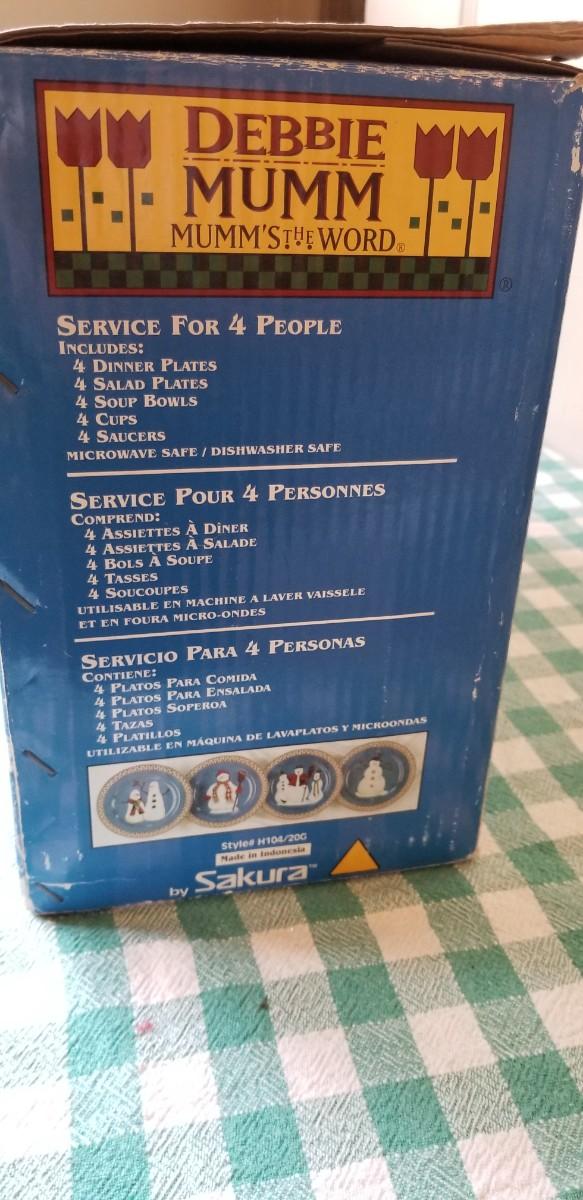 DEBBIE
MUMM
MUMM'S THE WORD®
®
SERVICE FOR 4 PEOPLE
INCLUDES:
4 DINNER PLATES
4 SALAD PLATES
4 SOUP BOWLS
4 CUPS
4 SAUCERS
MICROWAVE SAFE / DISHWASHER SAFE
SERVICE POUR 4 PERSONNES
COMPREND:
4 ASSIETTES À DÎNER
4 ASSIETTES À SALADE
4 BOLS À SOUPE
4 TASSES
4 SOUCOUPES
UTILISABLE EN MACHINE A LAVER VAISSELE
ET EN FOURA MICRO-ONDES
SERVICIO PARA 4 PERSONAS
CONTIENE:
4 PLATOS PARA COMIDA
4 PLATOS PARA ENSALADA
4 PLATOS SOPEROA
4 TAZAS
4 PLATILLOS
UTILIZABLE EN MÁQUINA DE LAVAPLATOS Y MICROONDAS
Style# H104/20G
Made in Indonesia
by Sakura™